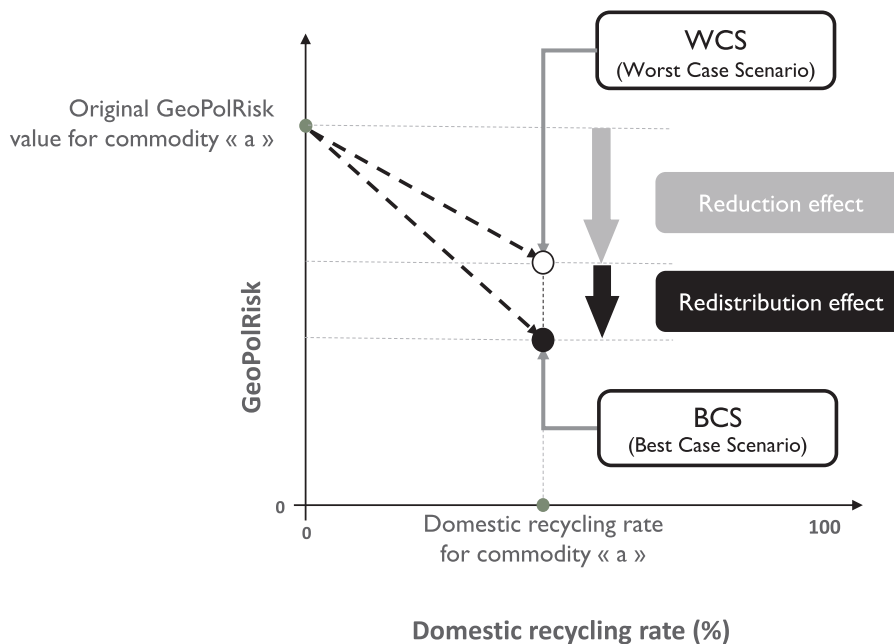 WCS
(Worst Case Scenario)
Original GeoPolRisk
value for commodity « a »
Reduction effect
Redistribution effect
GeoPolRisk
BCS
(Best Case Scenario)
0
0
Domestic recycling rate
for commodity « a »
100
Domestic recycling rate (%)